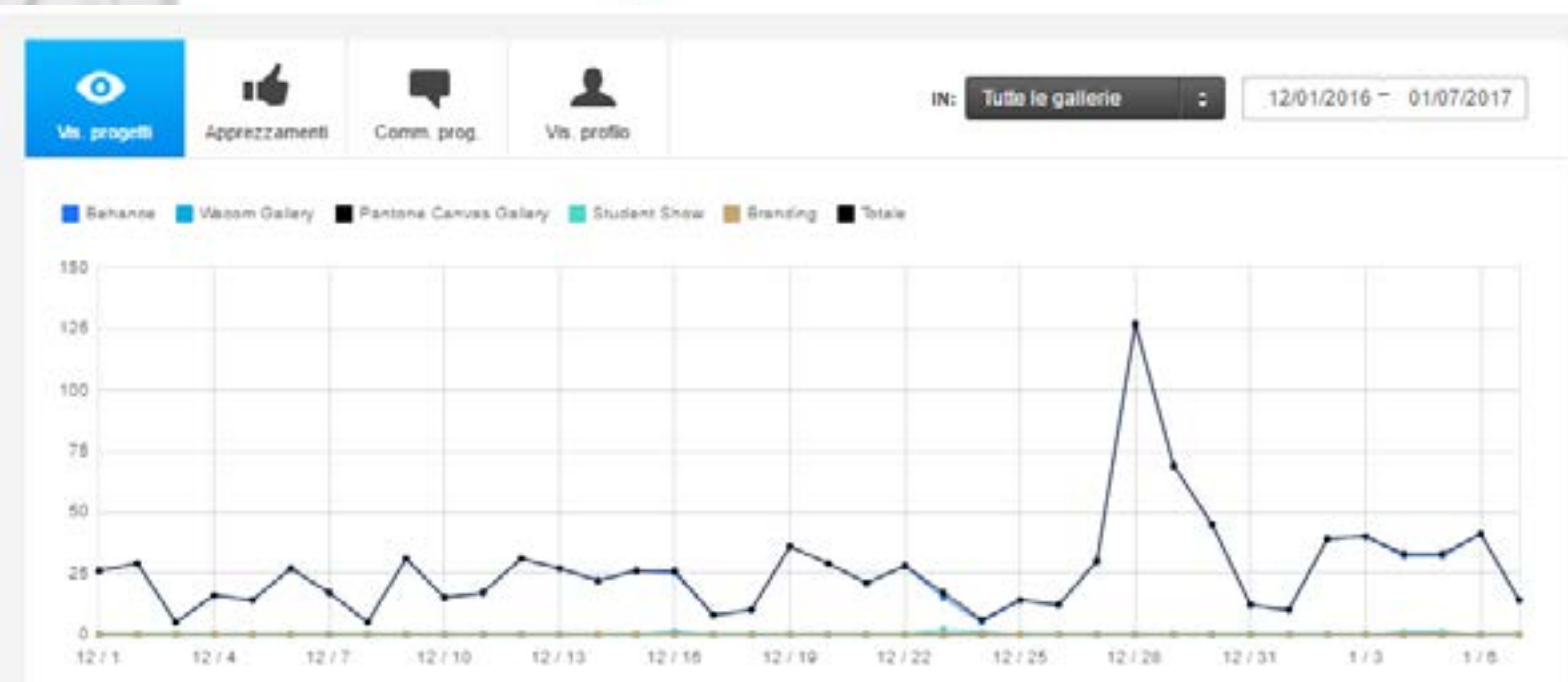 Vis. progetti
Apprezzamenti
Comm. prog.
Vis. profilo
IN: Tutte le gallerie 12/01/2016 – 01/07/2017
Behance Wacom Gallery Pantone Canvas Gallery Student Show Branding Totale
150
125
100
75
50
25
0
12 / 1 12 / 4 12 / 7 12 / 10 12 / 13 12 / 16 12 / 19 12 / 22 12 / 25 12 / 28 12 / 31 1 / 3 1 / 6